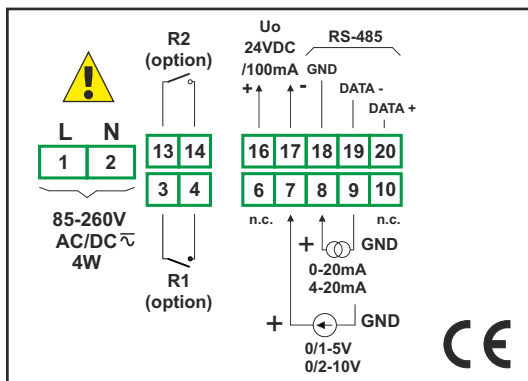 R2
(option)
Uo
24VDC
/100mA
+
-
RS-485
GND
DATA -
DATA +
!
L N
1 2
13 14
3 4
16 17 18 19 20
6 7 8 9 10
n.c.
n.c.
85-260V
AC/DC
4W
R1
(option)
+ GND
0-20mA
4-20mA
+ GND
0/1-5V
0/2-10V
CE